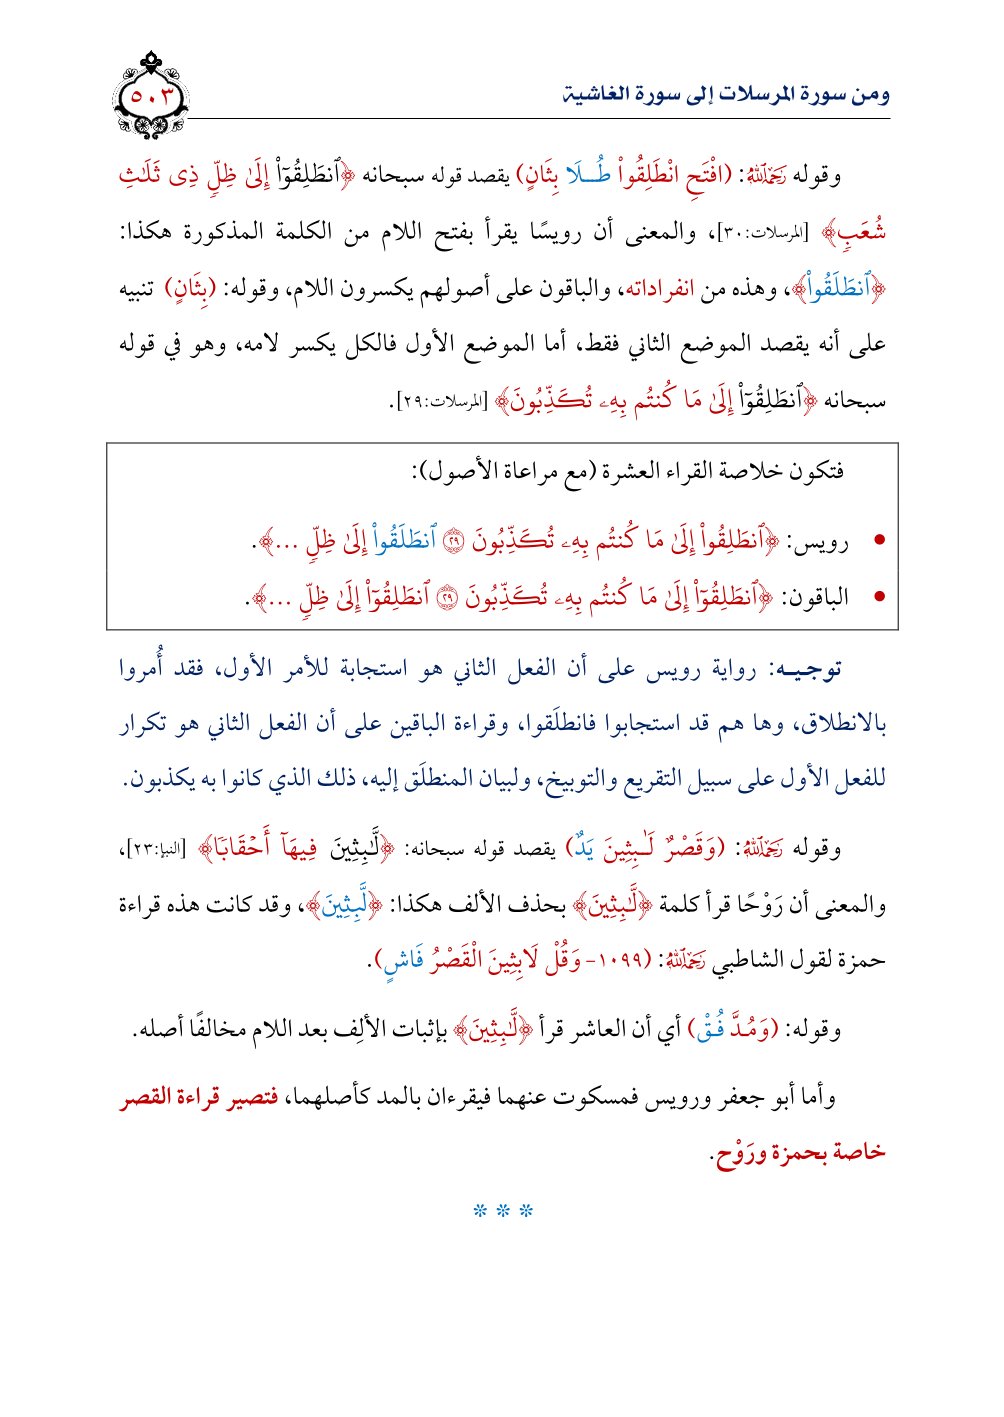 ومن سورة المرسلات إلى سورة الغاشية
٥٠٣
وقوله رَحِمَهُ ٱللَّهُ: (افْتَحِ انْطَلِقُواْ طُــلَا بِثَانٍ) يقصد قوله سبحانه ﴿ٱنطَلِقُوٓاْ إِلَىٰ ظِلّٖ ذِى ثَلَٰثِ
شُعَبٖ﴾ [المرسلات:٣٠]، والمعنى أن رويسًا يقرأ بفتح اللام من الكلمة المذكورة هكذا:
﴿ٱنطَلَقُواْ﴾، وهذه من انفراداته، والباقون على أصولهم يكسرون اللام، وقوله: (بِثَانٍ) تنبيه
على أنه يقصد الموضع الثاني فقط، أما الموضع الأول فالكل يكسر لامه، وهو في قوله
سبحانه ﴿ٱنطَلِقُوٓاْ إِلَىٰ مَا كُنتُم بِهِۦ تُكَذِّبُونَ﴾ [المرسلات:٢٩].
فتكون خلاصة القراء العشرة (مع مراعاة الأصول):
• رويس: ﴿ٱنطَلِقُواْ إِلَىٰ مَا كُنتُم بِهِۦ تُكَذِّبُونَ ٢٩ ٱنطَلَقُواْ إِلَىٰ ظِلّٖ ...﴾.
• الباقون: ﴿ٱنطَلِقُوٓاْ إِلَىٰ مَا كُنتُم بِهِۦ تُكَذِّبُونَ ٢٩ ٱنطَلِقُوٓاْ إِلَىٰ ظِلّٖ ...﴾.
توجـيــه: رواية رويس على أن الفعل الثاني هو استجابة للأمر الأول، فقد أُمروا
بالانطلاق، وها هم قد استجابوا فانطلَقوا، وقراءة الباقين على أن الفعل الثاني هو تكرار
للفعل الأول على سبيل التقريع والتوبيخ، ولبيان المنطلَق إليه، ذلك الذي كانوا به يكذبون.
وقوله رَحِمَهُ ٱللَّهُ: (وَقَصْرٌ لَـٰبِثِينَ يَدٌ) يقصد قوله سبحانه: ﴿لَّـٰبِثِينَ فِيهَآ أَحۡقَابٗا﴾ [النبإ:٢٣]،
والمعنى أن رَوْحًا قرأ كلمة ﴿لَّـٰبِثِينَ﴾ بحذف الألف هكذا: ﴿لَّبِثِينَ﴾، وقد كانت هذه قراءة
حمزة لقول الشاطبي رَحِمَهُ ٱللَّهُ: (١٠٩٩- وَقُلْ لَابِثِينَ الْقَصْرُ فَاشٍ).
وقوله: (وَمُدَّ فُـقْ) أي أن العاشر قرأ ﴿لَّـٰبِثِينَ﴾ بإثبات الألِف بعد اللام مخالفًا أصله.
وأما أبو جعفر ورويس فمسكوت عنهما فيقرءان بالمد كأصلهما، فتصير قراءة القصر
خاصة بحمزة ورَوْح.
* * *